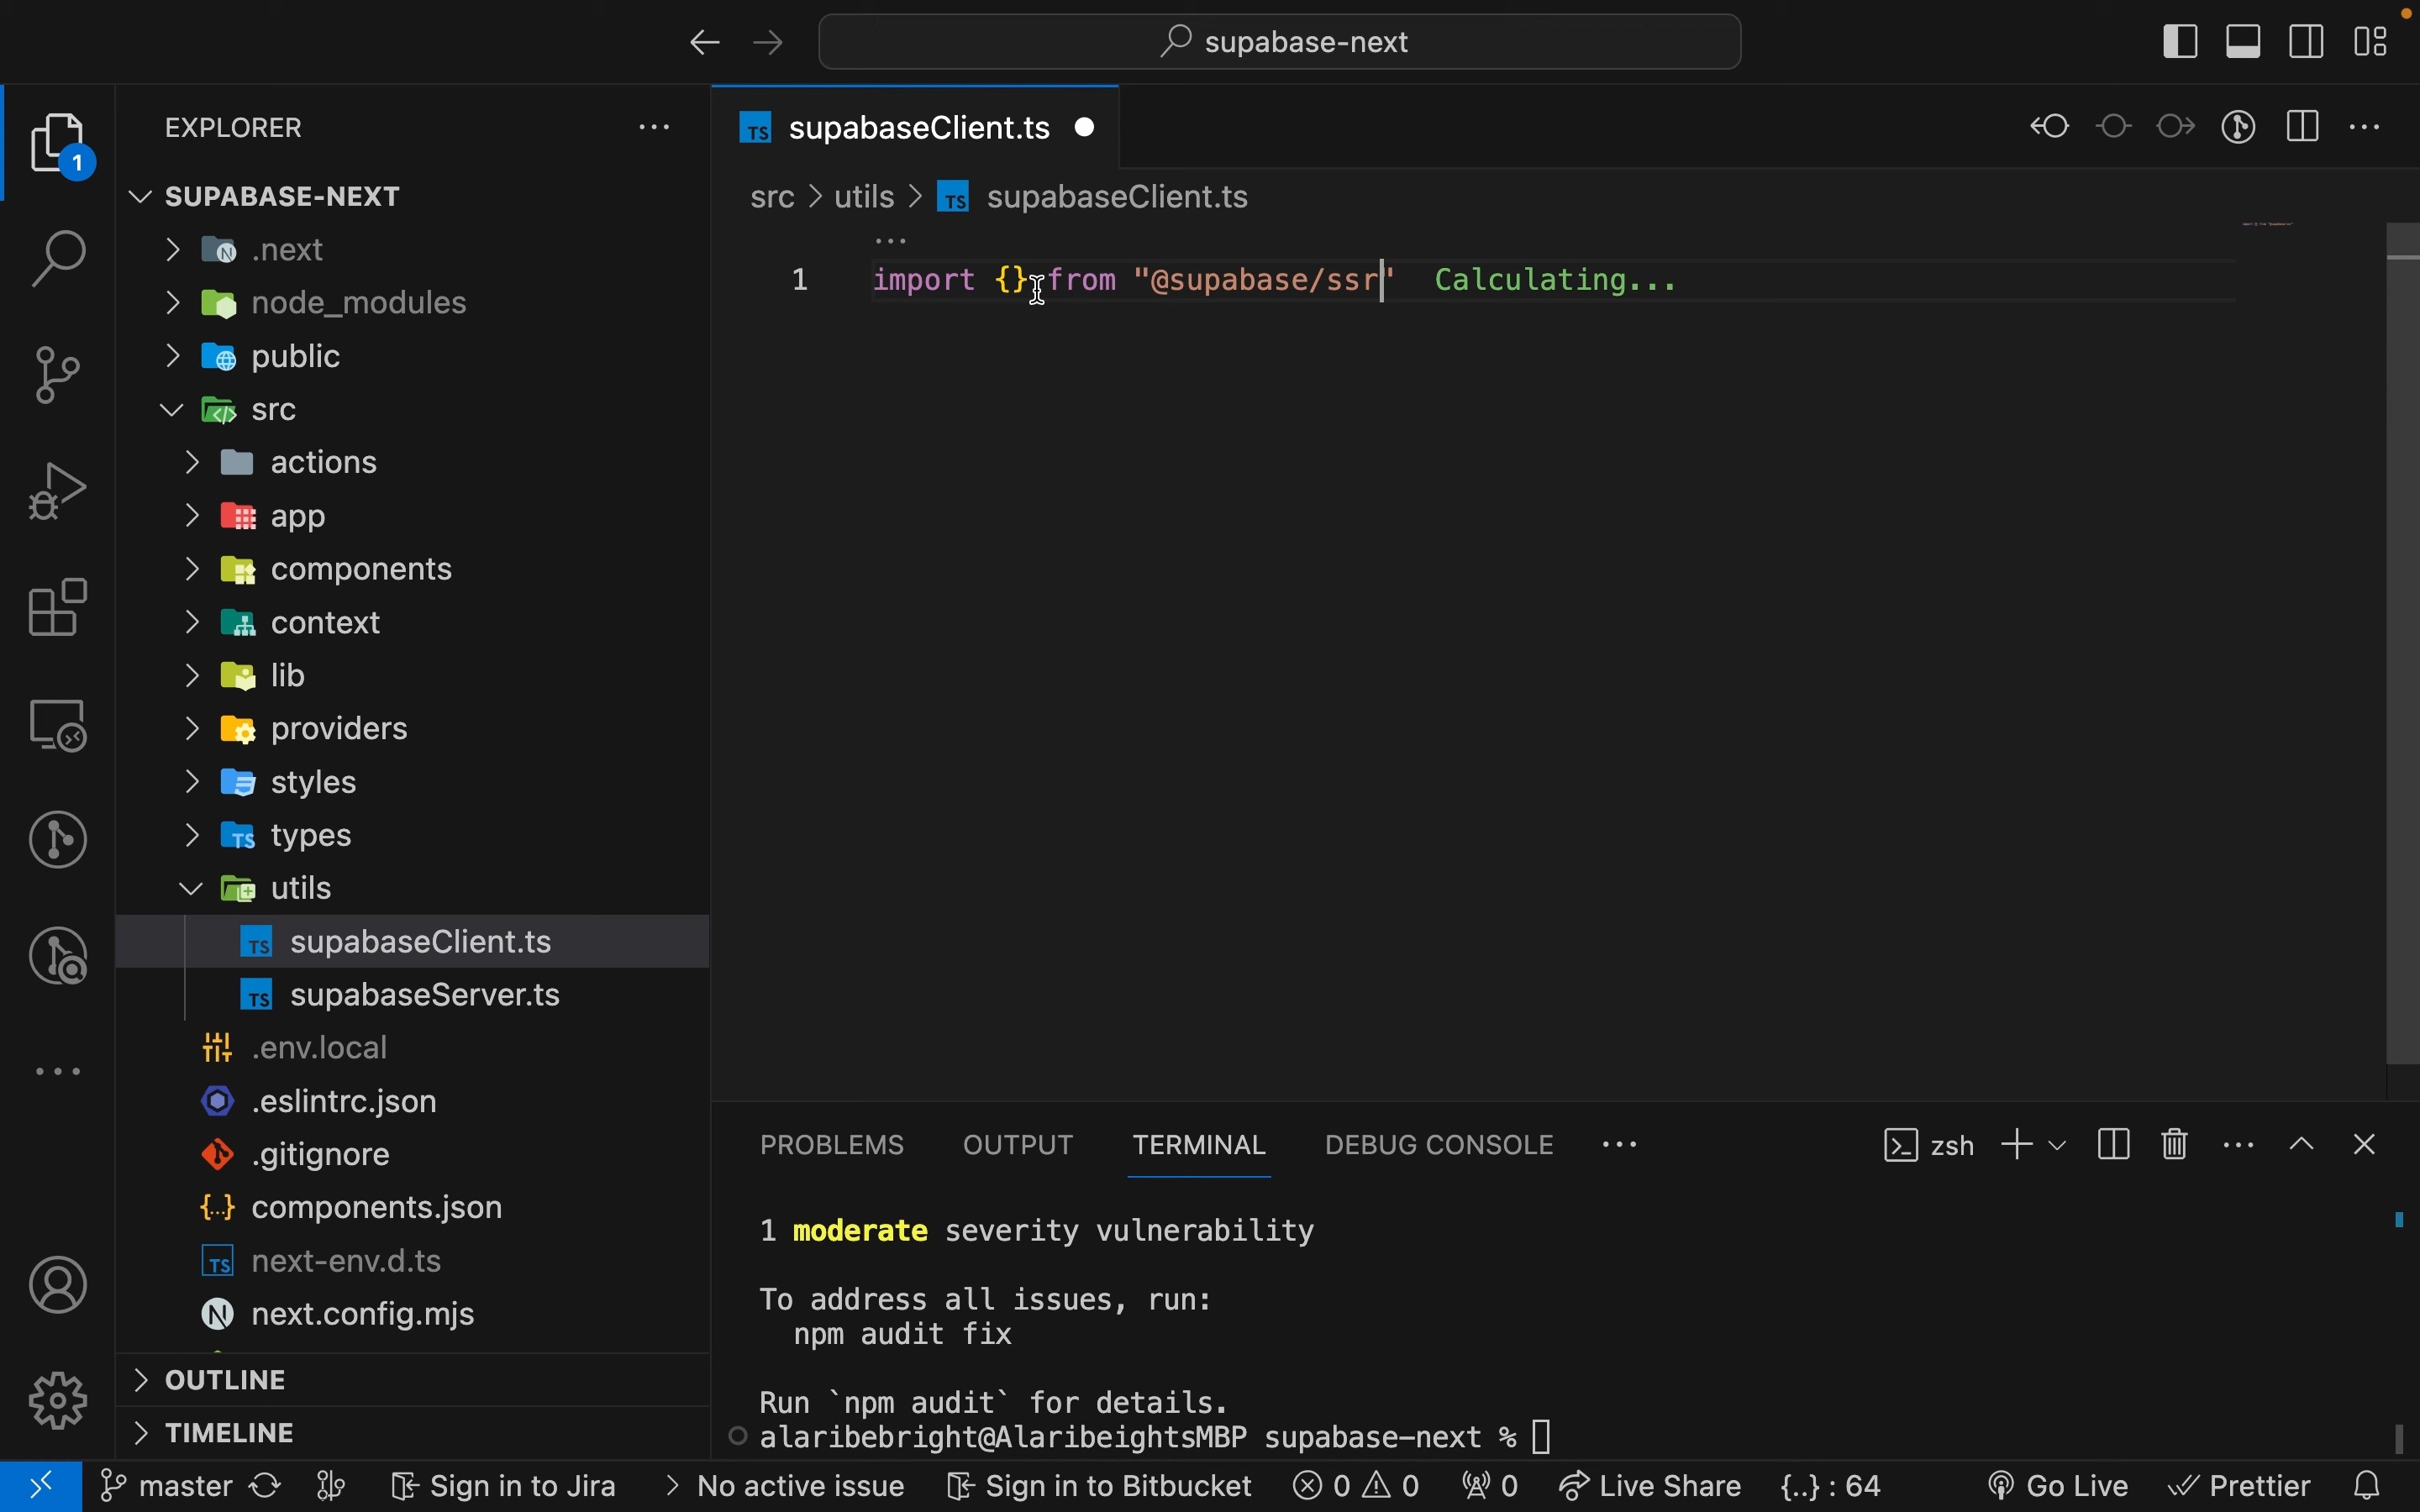 supabase-next
EXPLORER
SUPABASE-NEXT
.next
node_modules
public
src
actions
app
components
context
lib
providers
styles
types
utils
supabaseClient.ts
supabaseServer.ts
.env.local
.eslintrc.json
.gitignore
components.json
next-env.d.ts
next.config.mjs
OUTLINE
TIMELINE
1
supabaseClient.ts
src > utils > supabaseClient.ts
1 import {} from "@supabase/ssr" Calculating...
PROBLEMS OUTPUT TERMINAL DEBUG CONSOLE
zsh
1 moderate severity vulnerability
To address all issues, run:
npm audit fix
Run `npm audit` for details.
alaribebright@AlaribeightsMBP supabase-next %
master Sign in to Jira No active issue Sign in to Bitbucket 0 0 0 Live Share {..} : 64 Go Live Prettier